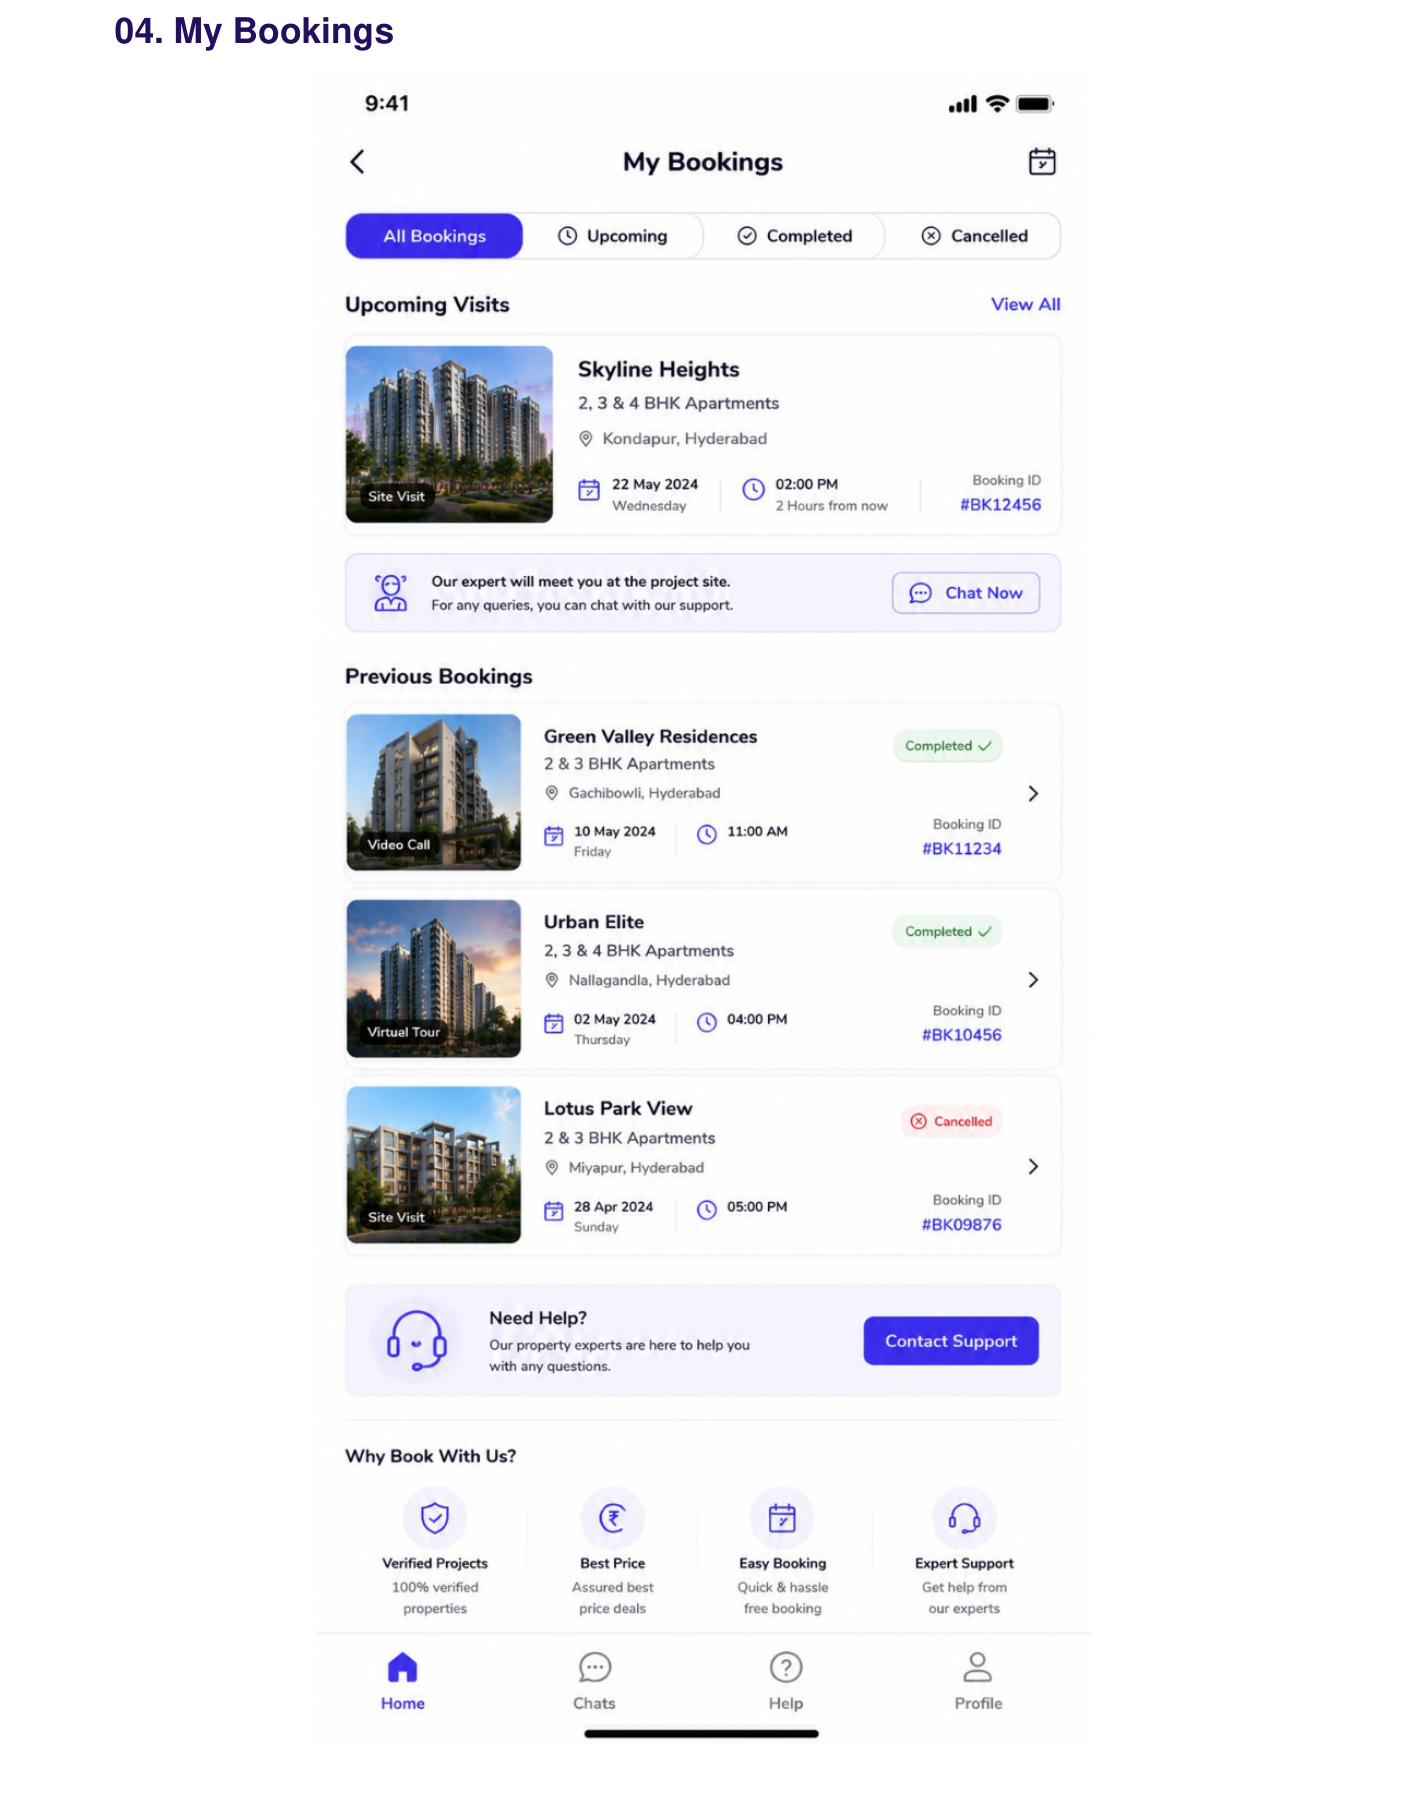 04. My Bookings
9:41
My Bookings
All Bookings
Upcoming
Completed
Cancelled
Upcoming Visits
View All
Site Visit
Skyline Heights
2, 3 & 4 BHK Apartments
Kondapur, Hyderabad
22 May 2024
Wednesday
02:00 PM
2 Hours from now
Booking ID
#BK12456
Our expert will meet you at the project site.
For any queries, you can chat with our support.
Chat Now
Previous Bookings
Video Call
Green Valley Residences
2 & 3 BHK Apartments
Gachibowli, Hyderabad
10 May 2024
Friday
11:00 AM
Completed
Booking ID
#BK11234
Virtual Tour
Urban Elite
2, 3 & 4 BHK Apartments
Nallagandla, Hyderabad
02 May 2024
Thursday
04:00 PM
Completed
Booking ID
#BK10456
Site Visit
Lotus Park View
2 & 3 BHK Apartments
Miyapur, Hyderabad
28 Apr 2024
Sunday
05:00 PM
Cancelled
Booking ID
#BK09876
Need Help?
Our property experts are here to help you
with any questions.
Contact Support
Why Book With Us?
Verified Projects
100% verified
properties
₹
Best Price
Assured best
price deals
Easy Booking
Quick & hassle
free booking
Expert Support
Get help from
our experts
Home
Chats
Help
Profile